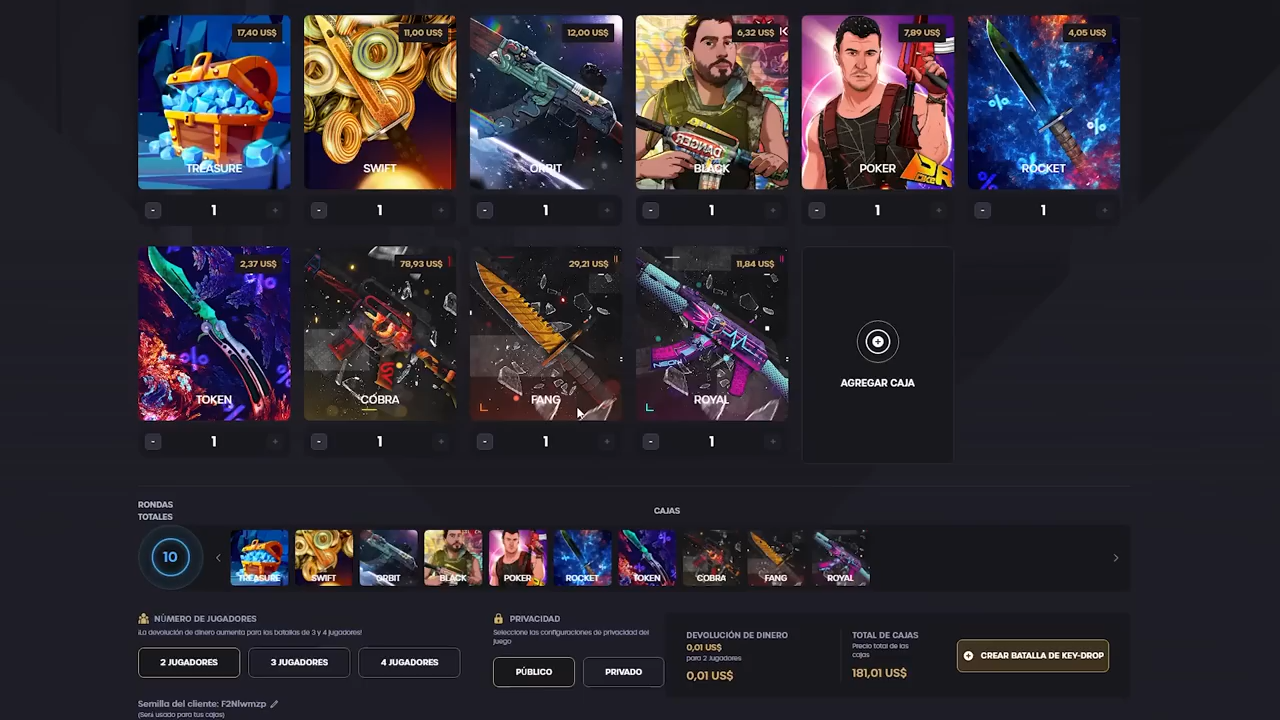 17,40 US$
TREASURE
11,00 US$
SWIFT
12,00 US$
ORBIT
6,32 US$
DANGER
BLACK
7,89 US$
POKER
4,05 US$
ROCKET
- 1 +
- 1 +
- 1 +
- 1 +
- 1 +
- 1 +
2,37 US$
TOKEN
78,93 US$
COBRA
29,21 US$
FANG
11,84 US$
ROYAL
AGREGAR CAJA
- 1 +
- 1 +
- 1 +
- 1 +
RONDAS
TOTALES
CAJAS
10
TREASURE
SWIFT
ORBIT
BLACK
POKER
ROCKET
TOKEN
COBRA
FANG
ROYAL
NÚMERO DE JUGADORES
¡La devolución de dinero aumenta para las batallas de 3 y 4 jugadores!
2 JUGADORES
3 JUGADORES
4 JUGADORES
PRIVACIDAD
Seleccione las configuraciones de privacidad del
juego
PÚBLICO
PRIVADO
DEVOLUCIÓN DE DINERO
0,01 US$
para 2 Jugadores
0,01 US$
TOTAL DE CAJAS
Precio total de las
cajas
181,01 US$
CREAR BATALLA DE KEY-DROP
Semilla del cliente: F2Nlwmzp
(Será usado para tus cajas)